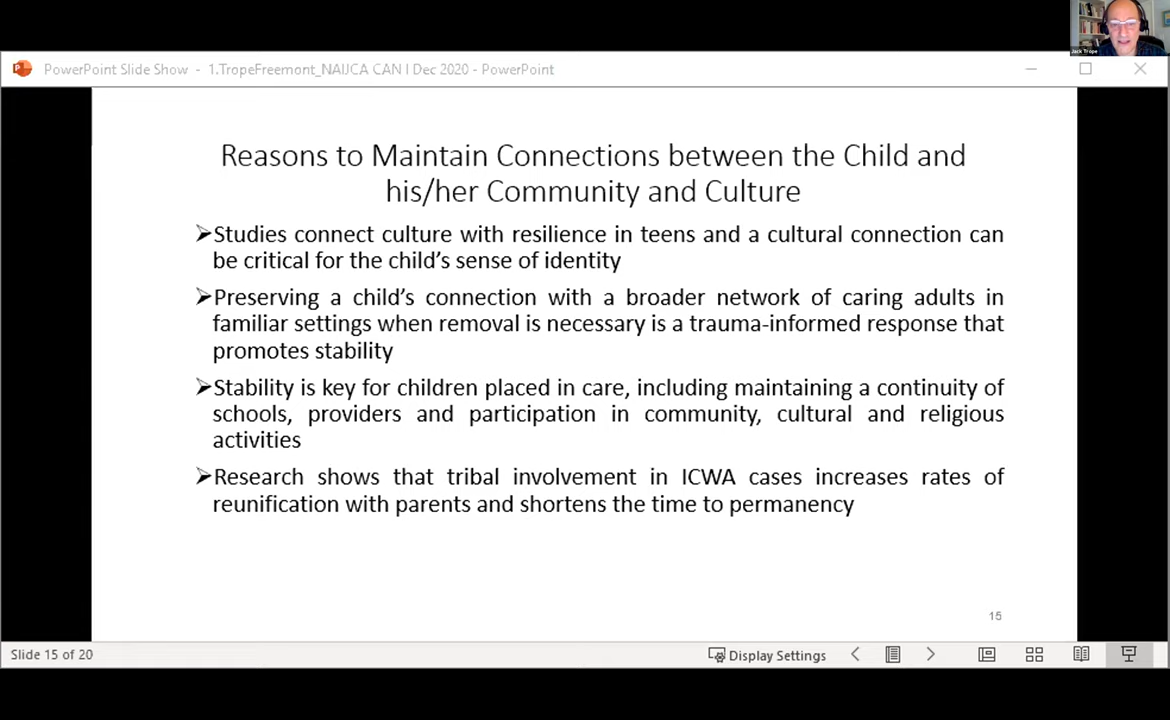 Jack Trope
PowerPoint Slide Show - 1.TropeFreemont_NAIJCA CAN I Dec 2020 - PowerPoint
Reasons to Maintain Connections between the Child and
his/her Community and Culture
➢Studies connect culture with resilience in teens and a cultural connection can
be critical for the child’s sense of identity
➢Preserving a child’s connection with a broader network of caring adults in
familiar settings when removal is necessary is a trauma-informed response that
promotes stability
➢Stability is key for children placed in care, including maintaining a continuity of
schools, providers and participation in community, cultural and religious
activities
➢Research shows that tribal involvement in ICWA cases increases rates of
reunification with parents and shortens the time to permanency
15
Slide 15 of 20
Display Settings